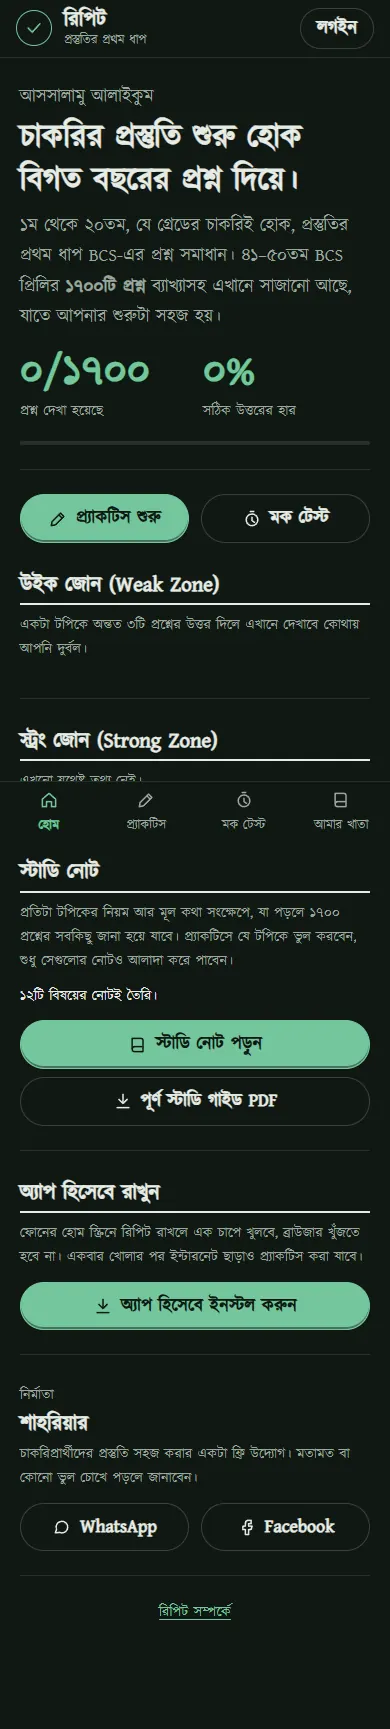 রিপিট
প্রস্তুতির প্রথম ধাপ
লগইন
আসসালামু আলাইকুম
চাকরির প্রস্তুতি শুরু হোক
বিগত বছরের প্রশ্ন দিয়ে।
১ম থেকে ২০তম, যে গ্রেডের চাকরিই হোক, প্রস্তুতির
প্রথম ধাপ BCS-এর প্রশ্ন সমাধান। ৪১–৫০তম BCS
প্রিলির ১৭০০টি প্রশ্ন ব্যাখ্যাসহ এখানে সাজানো আছে,
যাতে আপনার শুরুটা সহজ হয়।
০/১৭০০
প্রশ্ন দেখা হয়েছে
০%
সঠিক উত্তরের হার
প্র্যাকটিস শুরু
মক টেস্ট
উইক জোন (Weak Zone)
একটা টপিকে অন্তত ৩টি প্রশ্নের উত্তর দিলে এখানে দেখাবে কোথায়
আপনি দুর্বল।
স্ট্রং জোন (Strong Zone)
এখনো যথেষ্ট তথ্য নেই।
হোম
প্র্যাকটিস
মক টেস্ট
আমার খাতা
স্টাডি নোট
প্রতিটা টপিকের নিয়ম আর মূল কথা সংক্ষেপে, যা পড়লে ১৭০০
প্রশ্নের সবকিছু জানা হয়ে যাবে। প্র্যাকটিসে যে টপিকে ভুল করবেন,
শুধু সেগুলোর নোটও আলাদা করে পাবেন।
১২টি বিষয়ের নোটই তৈরি।
স্টাডি নোট পড়ুন
পূর্ণ স্টাডি গাইড PDF
অ্যাপ হিসেবে রাখুন
ফোনের হোম স্ক্রিনে রিপিট রাখলে এক চাপে খুলবে, ব্রাউজার খুঁজতে
হবে না। একবার খোলার পর ইন্টারনেট ছাড়াও প্র্যাকটিস করা যাবে।
অ্যাপ হিসেবে ইনস্টল করুন
নির্মাতা
শাহরিয়ার
চাকরিপ্রার্থীদের প্রস্তুতি সহজ করার একটা ফ্রি উদ্যোগ। মতামত বা
কোনো ভুল চোখে পড়লে জানাবেন।
WhatsApp
Facebook
রিপিট সম্পর্কে